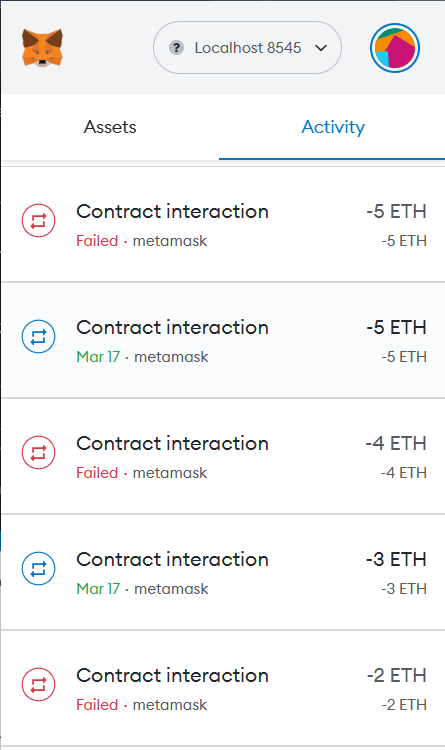 ? Localhost 8545
Assets Activity
Contract interaction -5 ETH
Failed · metamask -5 ETH
Contract interaction -5 ETH
Mar 17 · metamask -5 ETH
Contract interaction -4 ETH
Failed · metamask -4 ETH
Contract interaction -3 ETH
Mar 17 · metamask -3 ETH
Contract interaction -2 ETH
Failed · metamask -2 ETH